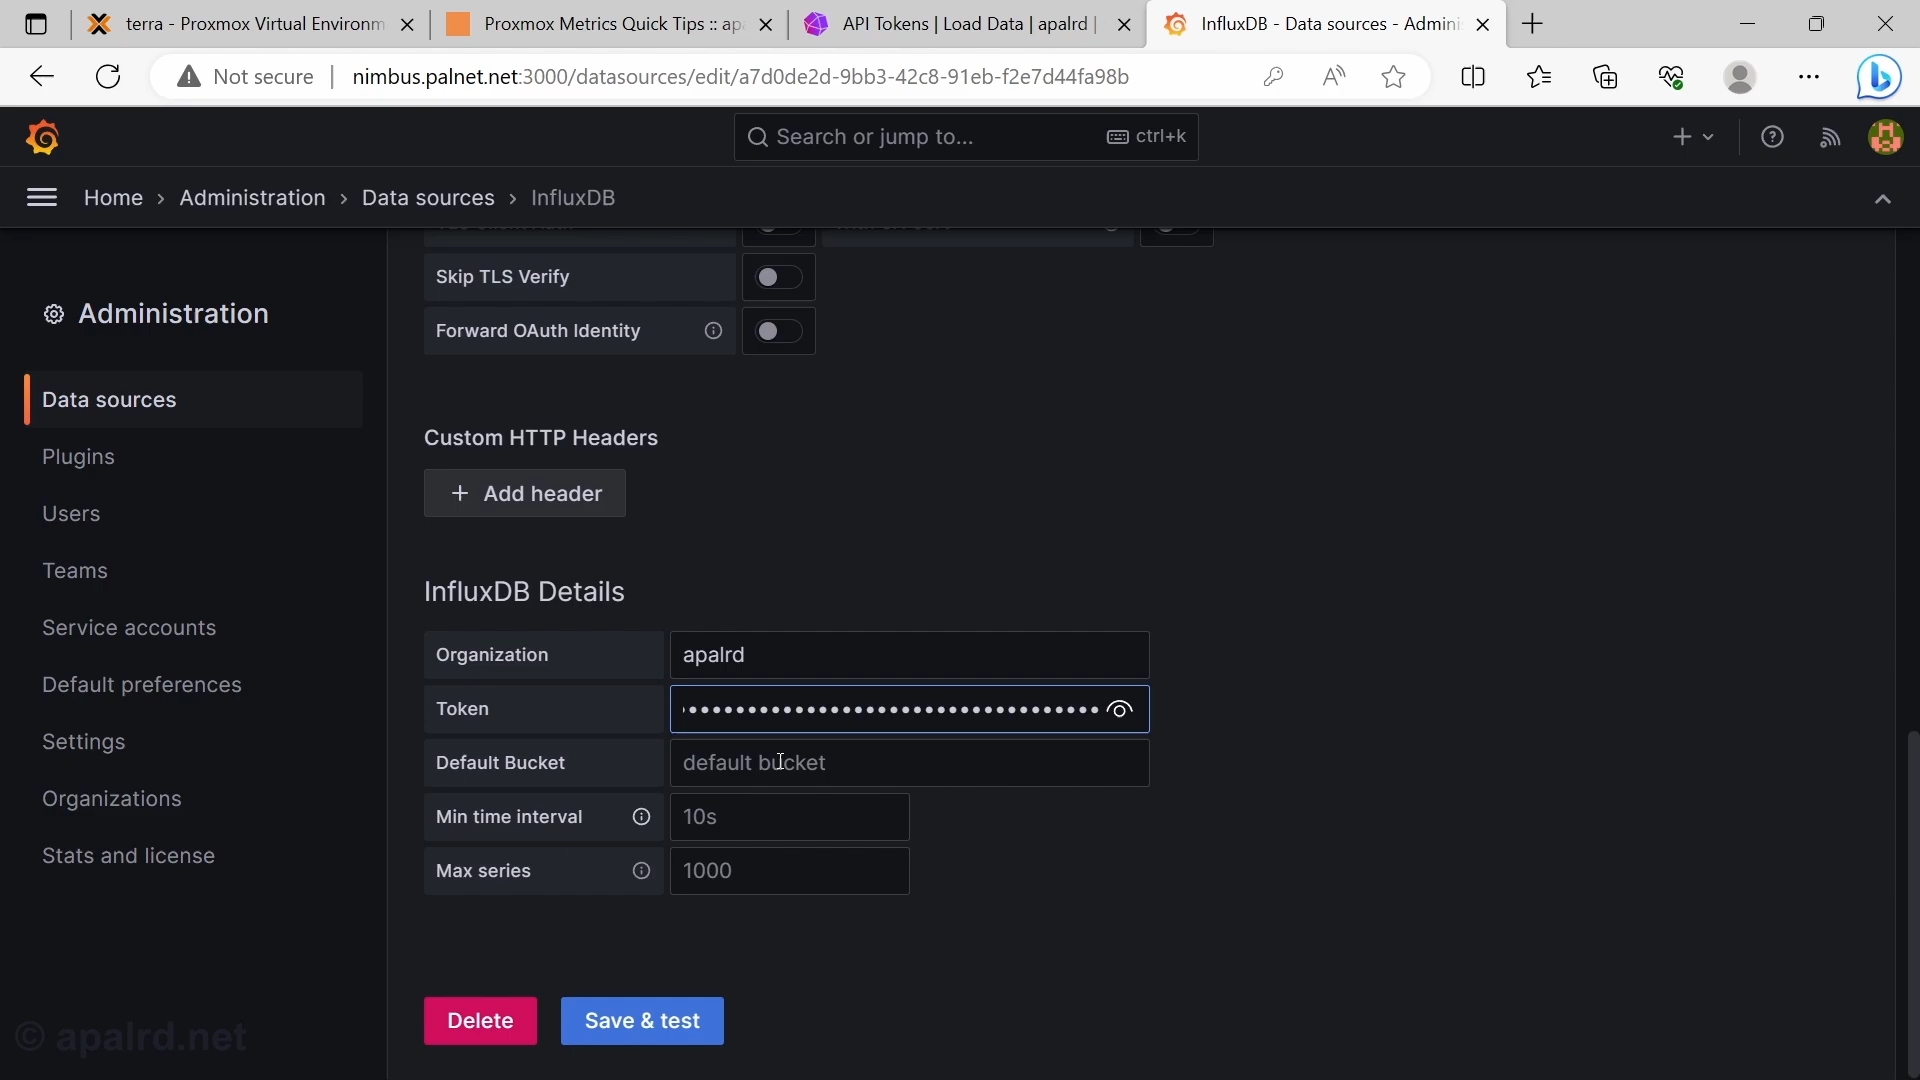 terra - Proxmox Virtual Environm
Proxmox Metrics Quick Tips :: apa
API Tokens | Load Data | apalrd |
InfluxDB - Data sources - Admini
Not secure
nimbus.palnet.net:3000/datasources/edit/a7d0de2d-9bb3-42c8-91eb-f2e7d44fa98b
Search or jump to...
ctrl+k
Home › Administration › Data sources › InfluxDB
Skip TLS Verify
Administration
Forward OAuth Identity
Data sources
Custom HTTP Headers
Plugins
+ Add header
Users
Teams
InfluxDB Details
Service accounts
Organization
apalrd
Default preferences
Token
Settings
Default Bucket
default bucket
Organizations
Min time interval
10s
Stats and license
Max series
1000
Delete
Save & test
© apalrd.net